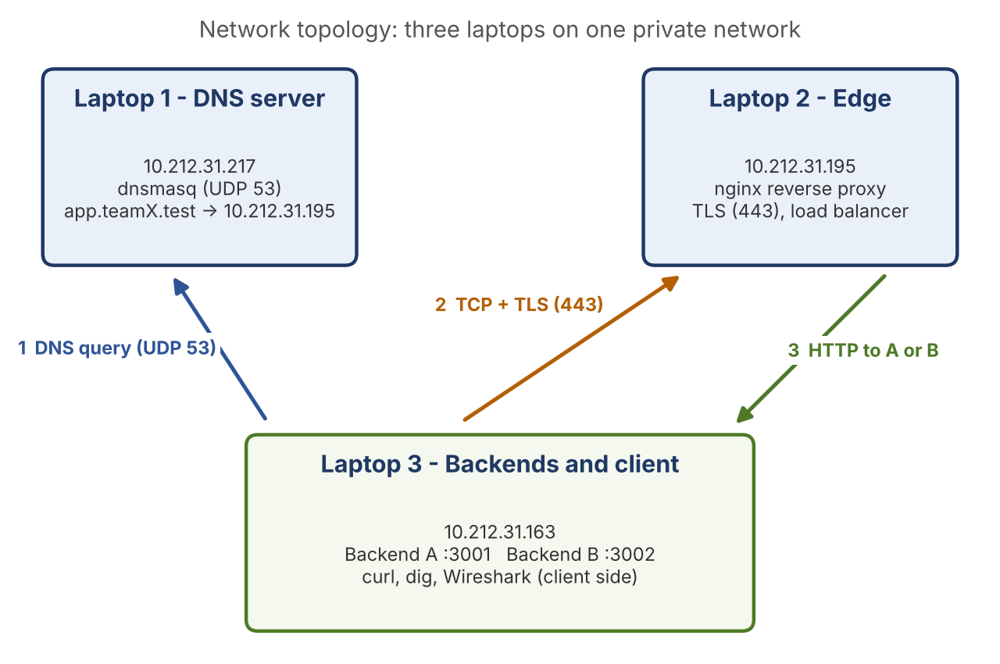 Network topology: three laptops on one private network
Laptop 1 - DNS server
10.212.31.217
dnsmasq (UDP 53)
app.teamX.test → 10.212.31.195
Laptop 2 - Edge
10.212.31.195
nginx reverse proxy
TLS (443), load balancer
1 DNS query (UDP 53)
2 TCP + TLS (443)
3 HTTP to A or B
Laptop 3 - Backends and client
10.212.31.163
Backend A :3001 Backend B :3002
curl, dig, Wireshark (client side)